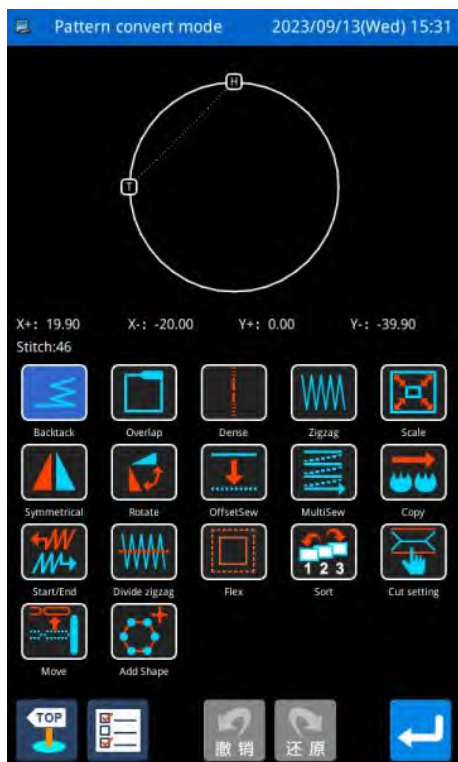 Pattern convert mode 2023/09/13(Wed) 15:31
H
T
X+: 19.90 X-: -20.00 Y+: 0.00 Y-: -39.90
Stitch:46
Backtack Overlap Dense Zigzag Scale
Symmetrical Rotate OffsetSew MultiSew Copy
1 2 3
Start/End Divide zigzag Flex Sort Cut setting
Move Add Shape
TOP
撤销 还原